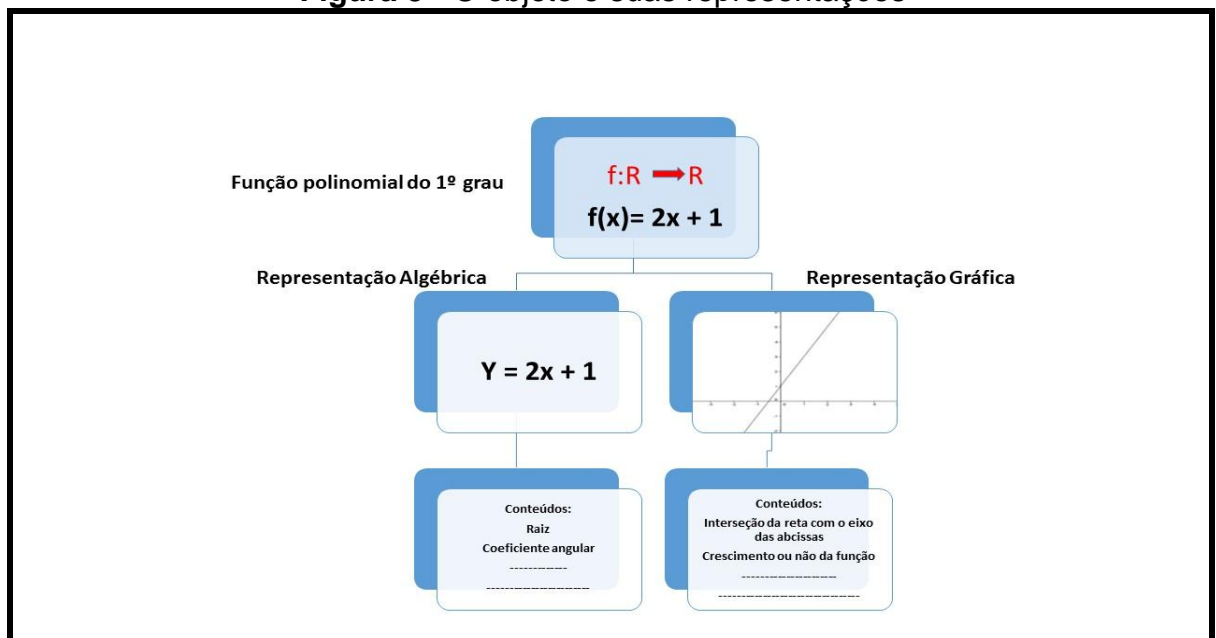 Função polinomial do 1º grau
f:R R
f(x)= 2x + 1
Representação Algébrica
Representação Gráfica
Y = 2x + 1
Conteúdos:
Raiz
Coeficiente angular
-------------
------------------------
Conteúdos:
Interseção da reta com o eixo
das abcissas
Crescimento ou não da função
----------------------
---------------------------------